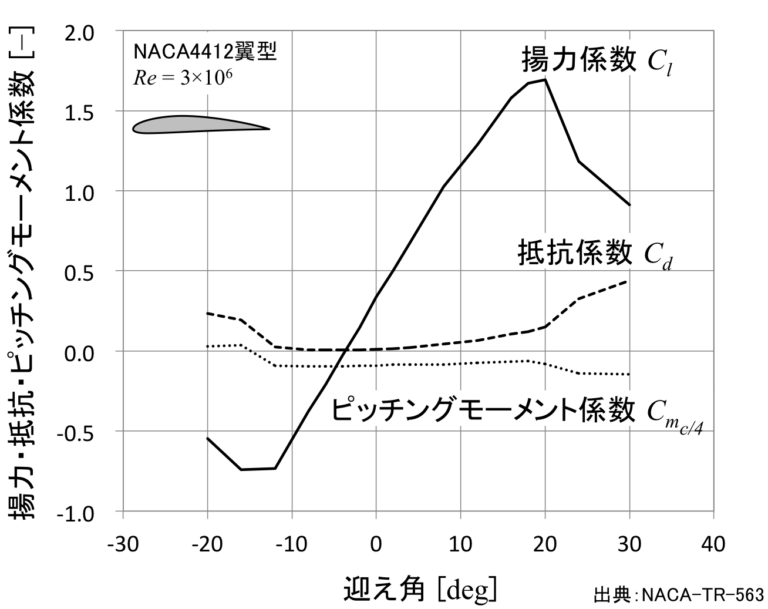 NACA4412翼型
Re = 3×10⁶
揚力係数 Cl
抵抗係数 Cd
ピッチングモーメント係数 Cmc/4
揚力・抵抗・ピッチングモーメント係数 [−]
2.0
1.5
1.0
0.5
0.0
-0.5
-1.0
-30 -20 -10 0 10 20 30 40
迎え角 [deg]
出典：NACA-TR-563